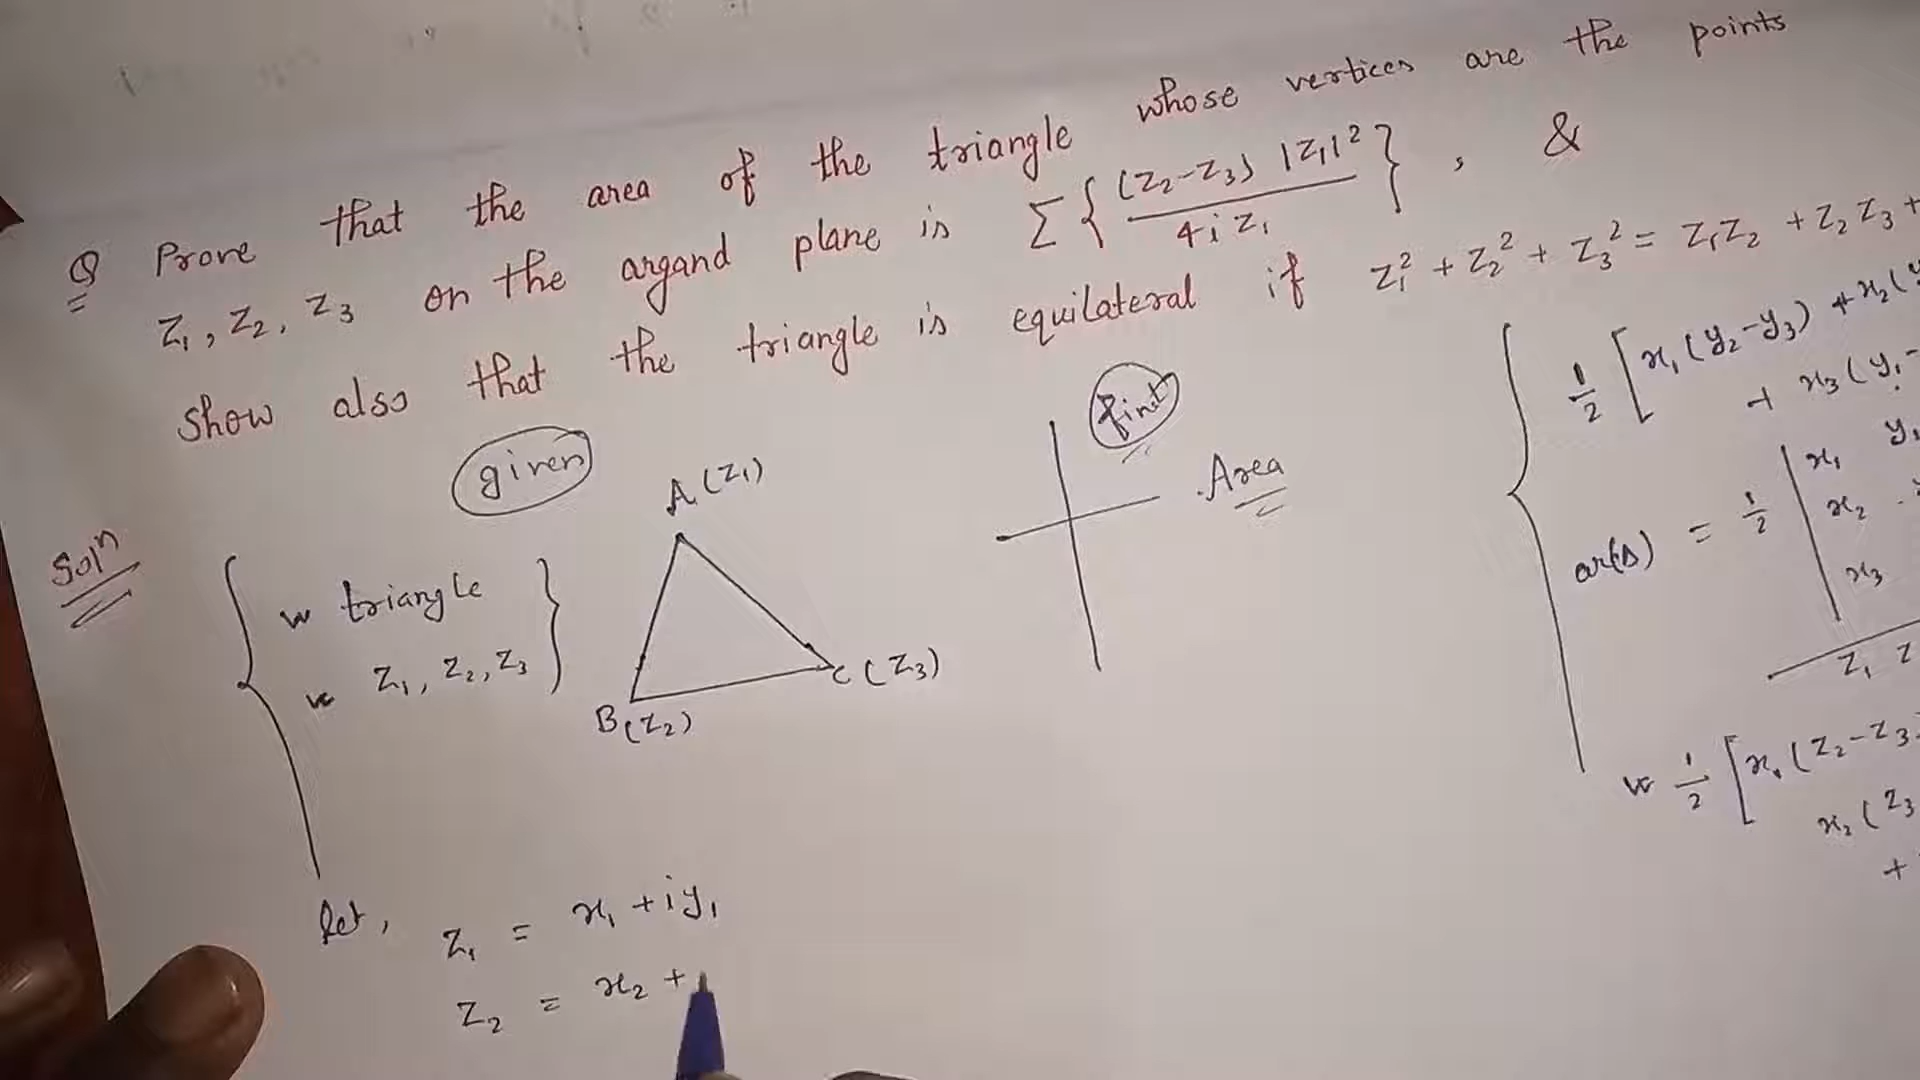 Q Prove that the area of the triangle whose vertices are the points
Z₁, Z₂, Z₃ on the argand plane is Σ{(Z₂-Z₃) |Z₁|² / 4iZ₁}, &
Show also that the triangle is equilateral if Z₁² + Z₂² + Z₃² = Z₁Z₂ + Z₂Z₃ +
given
find
Area
Solⁿ
triangle
Z₁, Z₂, Z₃
A (Z₁)
B(Z₂)
C (Z₃)
1/2 [x₁(y₂-y₃) + x₂(y
+ x₃(y₁-
ar(Δ) = 1/2 | x₁ y₁
x₂
x₃
Z₁ Z
1/2 [x₁(Z₂-Z₃)
x₂(Z₃
+
let, Z₁ = x₁ + iy₁
Z₂ = x₂ +